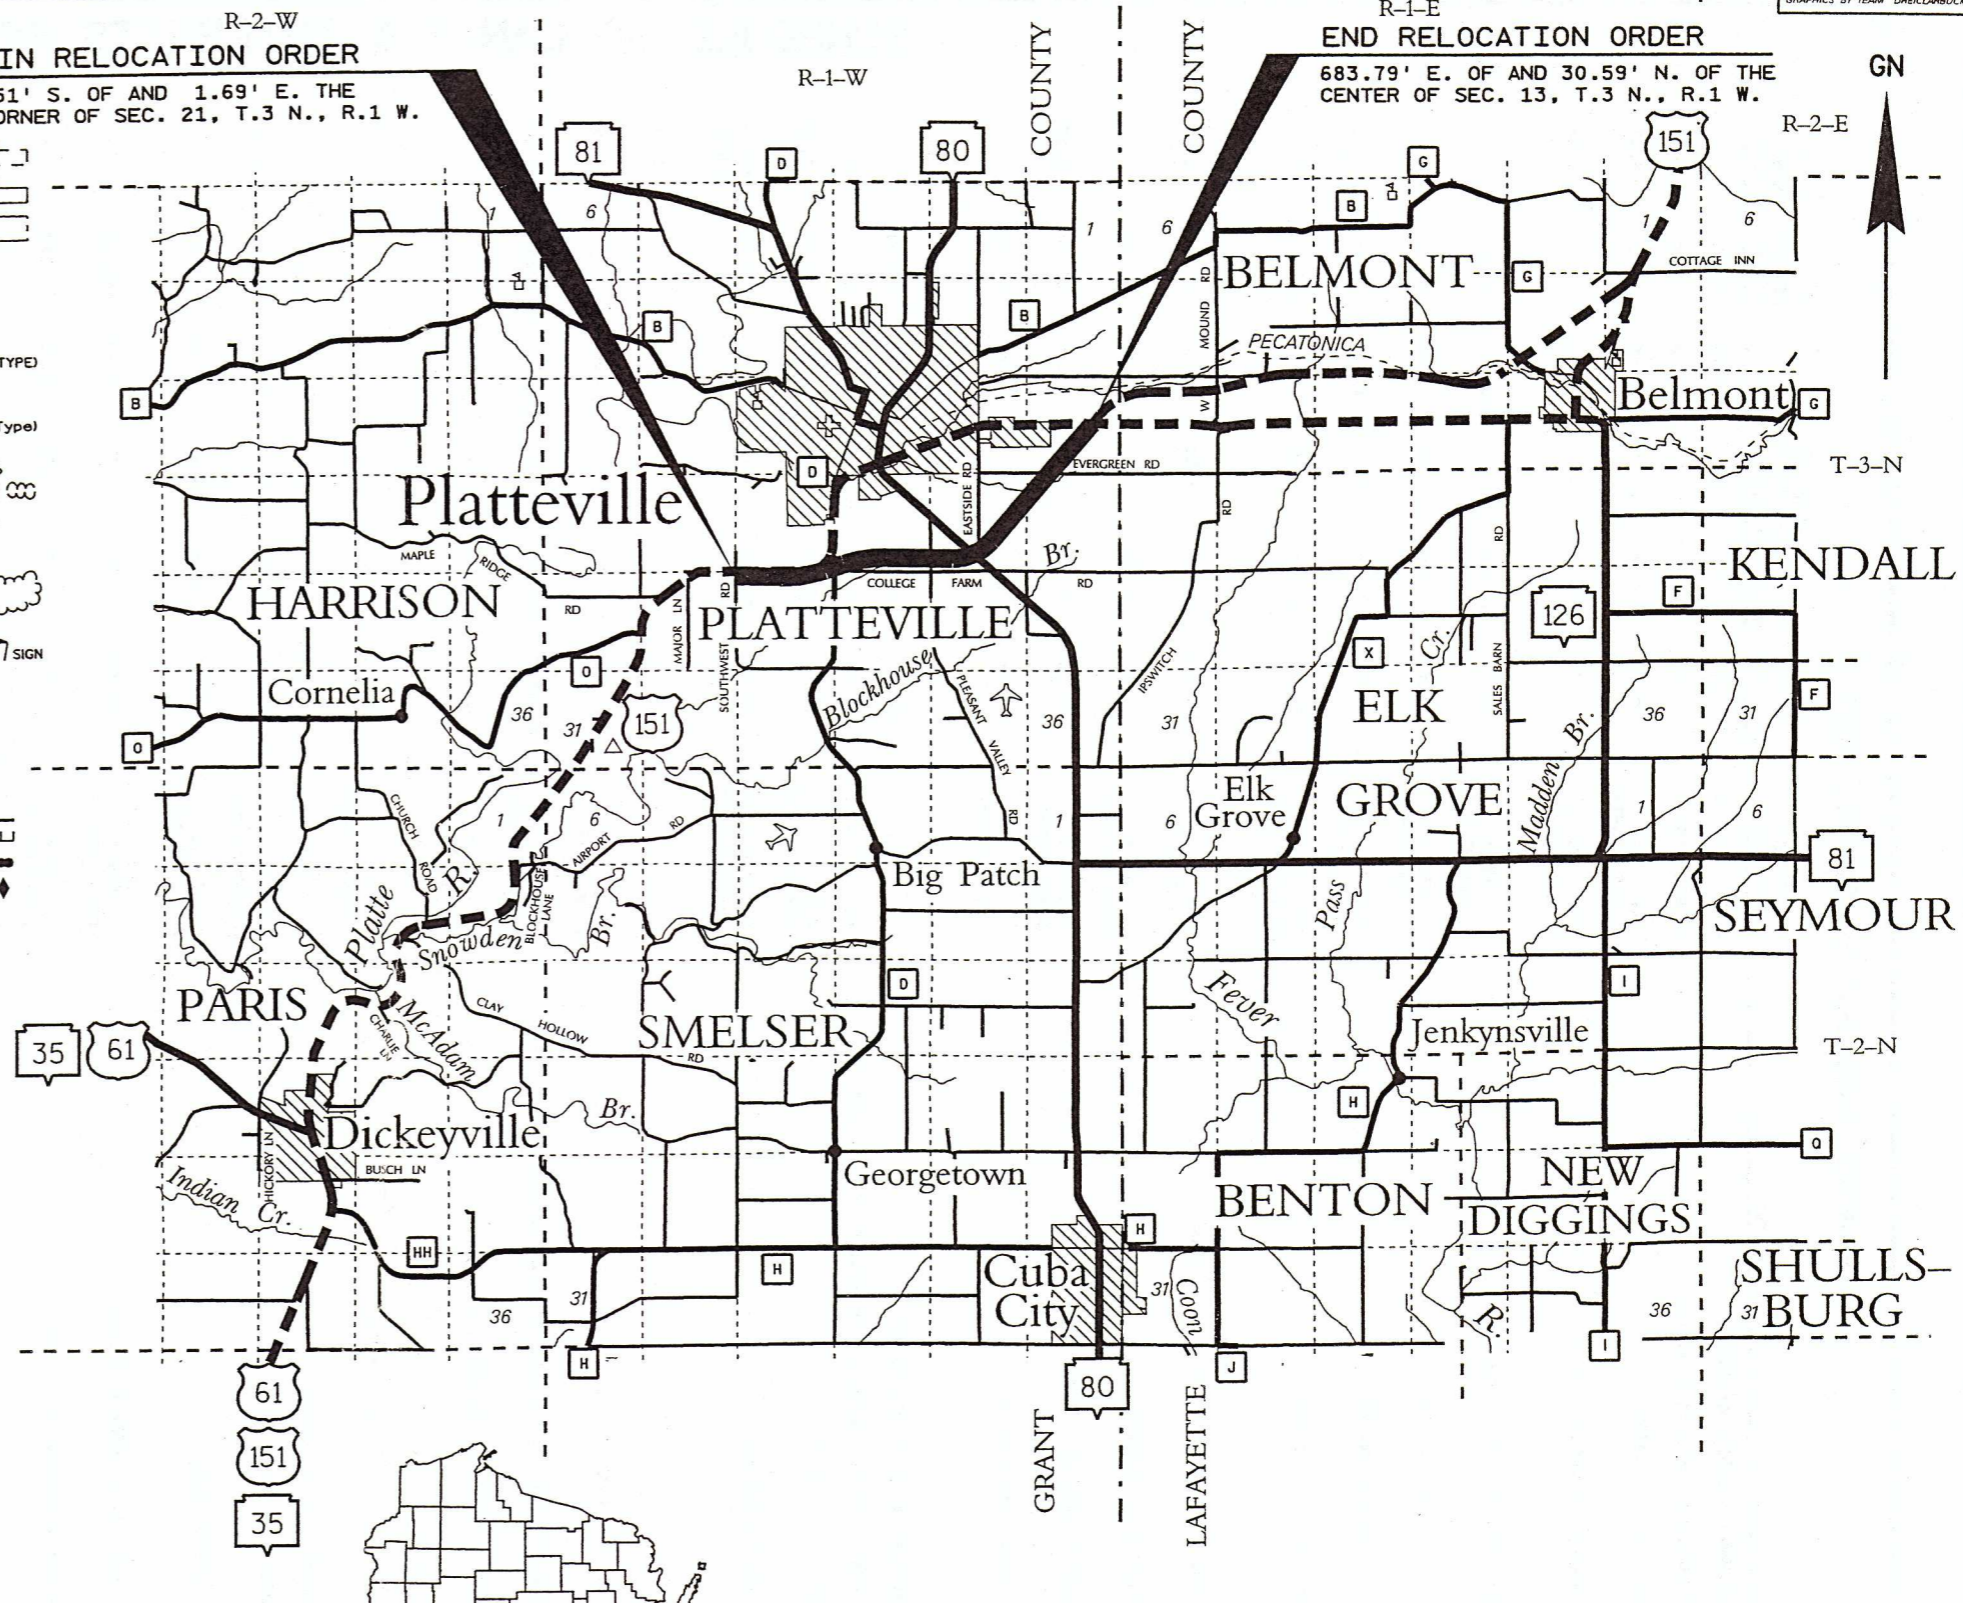 R-2-W
R-1-E
GRAPHICS BY TEAM
IN RELOCATION ORDER
51' S. OF AND 1.69' E. THE
ORNER OF SEC. 21, T.3 N., R.1 W.
R-1-W
COUNTY
COUNTY
END RELOCATION ORDER
683.79' E. OF AND 30.59' N. OF THE
CENTER OF SEC. 13, T.3 N., R.1 W.
GN
R-2-E
151
81
D
80
G
B
1
6
1
6
1
6
COTTAGE INN
BELMONT
G
MOUND RD
W
B
B
PECATONICA
TYPE)
B
Belmont
G
Type)
D
EVERGREEN RD
T-3-N
EASTSIDE RD
Platteville
RD
RD
MAPLE
RIDGE
RD
Br.
COLLEGE FARM RD
KENDALL
HARRISON
PLATTEVILLE
MAJOR LN
SOUTHWEST
RD
126
F
SIGN
O
X
Cr.
SALES BARN
Cornelia
Blockhouse
PLEASANT
VALLEY
RD
IPSWITCH
ELK
F
36
31
151
36
31
36
31
O
Br.
Madden
Elk
Grove
GROVE
CHURCH
ROAD
1
6
AIRPORT
RD
1
6
1
6
81
Big Patch
Platte
R.
BLOCKHOUSE
LANE
Snowden
Br.
Pass
SEYMOUR
PARIS
McAdam
CHARLIE
LN
CLAY
HOLLOW
RD
SMELSER
D
Fever
I
Jenkynsville
35
61
T-2-N
H
Br.
Dickeyville
HICKORY LN
BUSCH LN
Georgetown
Q
Indian
Cr.
BENTON
NEW
DIGGINGS
HH
H
H
Cuba
City
31
Coon
R.
SHULLS-
BURG
36
31
36
31
H
J
I
61
151
35
80
GRANT
LAFAYETTE